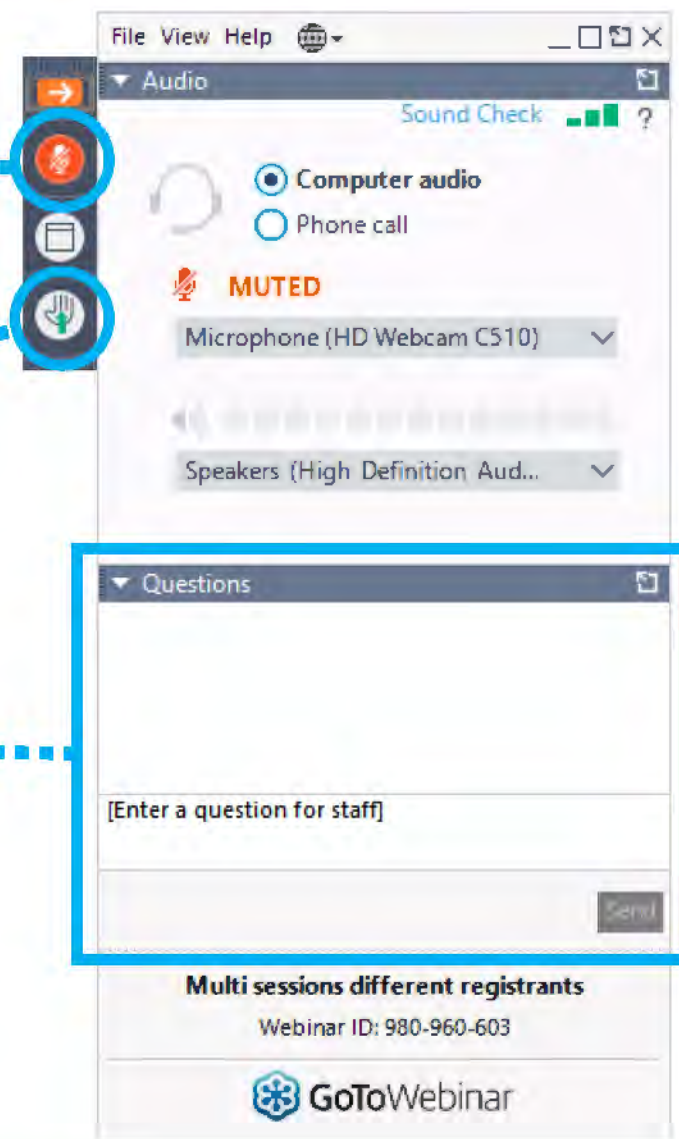 File View Help
Audio
Sound Check ?
Computer audio
Phone call
MUTED
Microphone (HD Webcam C510)
Speakers (High Definition Aud...
Questions
[Enter a question for staff]
Send
Multi sessions different registrants
Webinar ID: 980-960-603
GoToWebinar